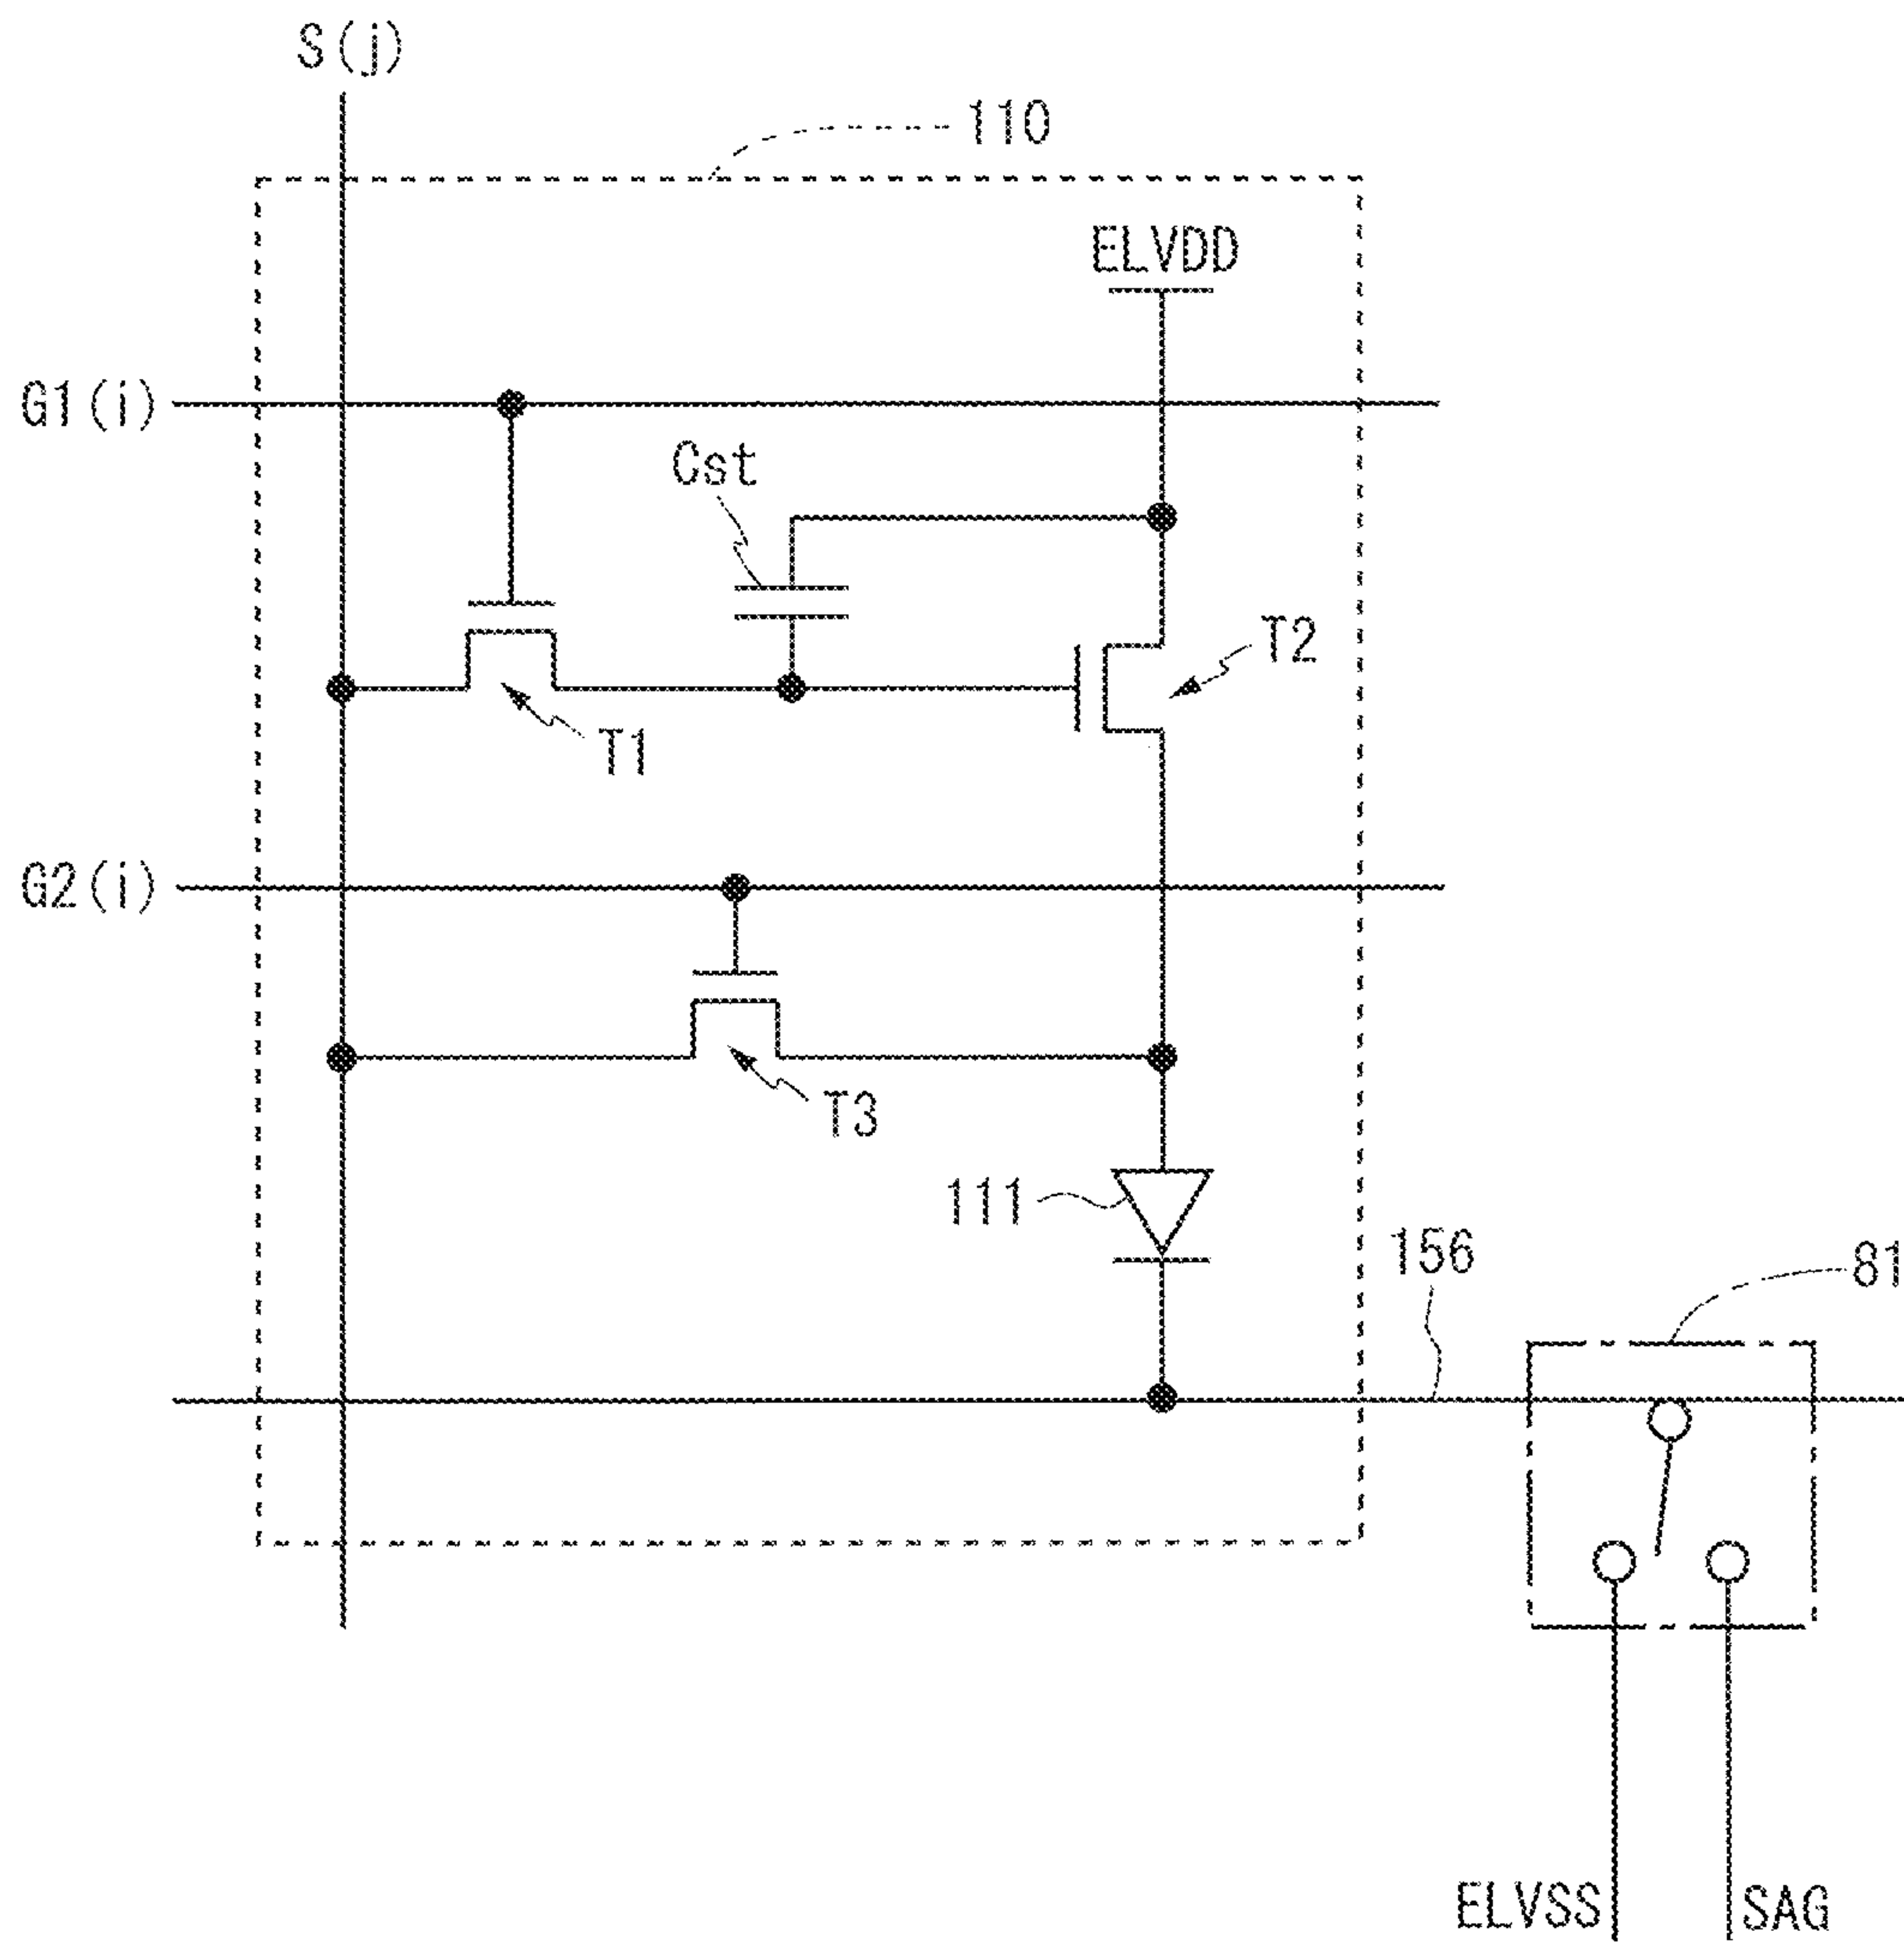 S(j)
110
ELVDD
G1(i)
Cst
T2
T1
G2(i)
T3
111
156
81
ELVSS
SAG